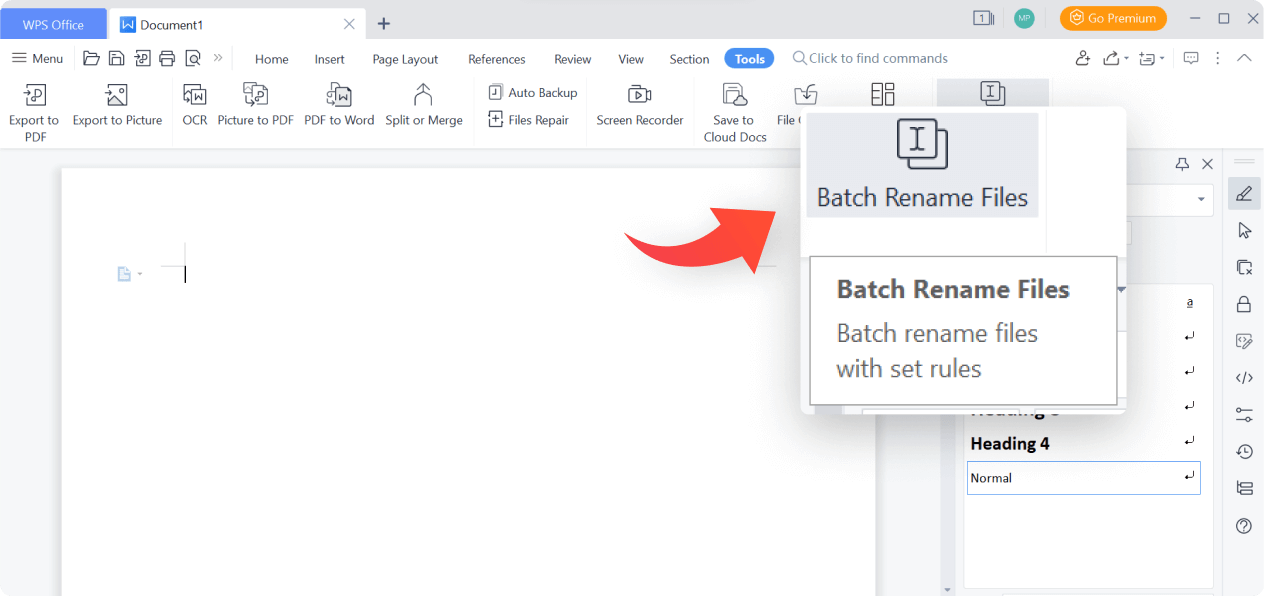 WPS Office
Document1
1
MP
Go Premium
Menu
Home
Insert
Page Layout
References
Review
View
Section
Tools
Click to find commands
Export to PDF
Export to Picture
OCR
Picture to PDF
PDF to Word
Split or Merge
Auto Backup
Files Repair
Screen Recorder
Save to
Cloud Docs
File
Batch Rename Files
Batch Rename Files
Batch rename files
with set rules
a
Heading 4
Normal